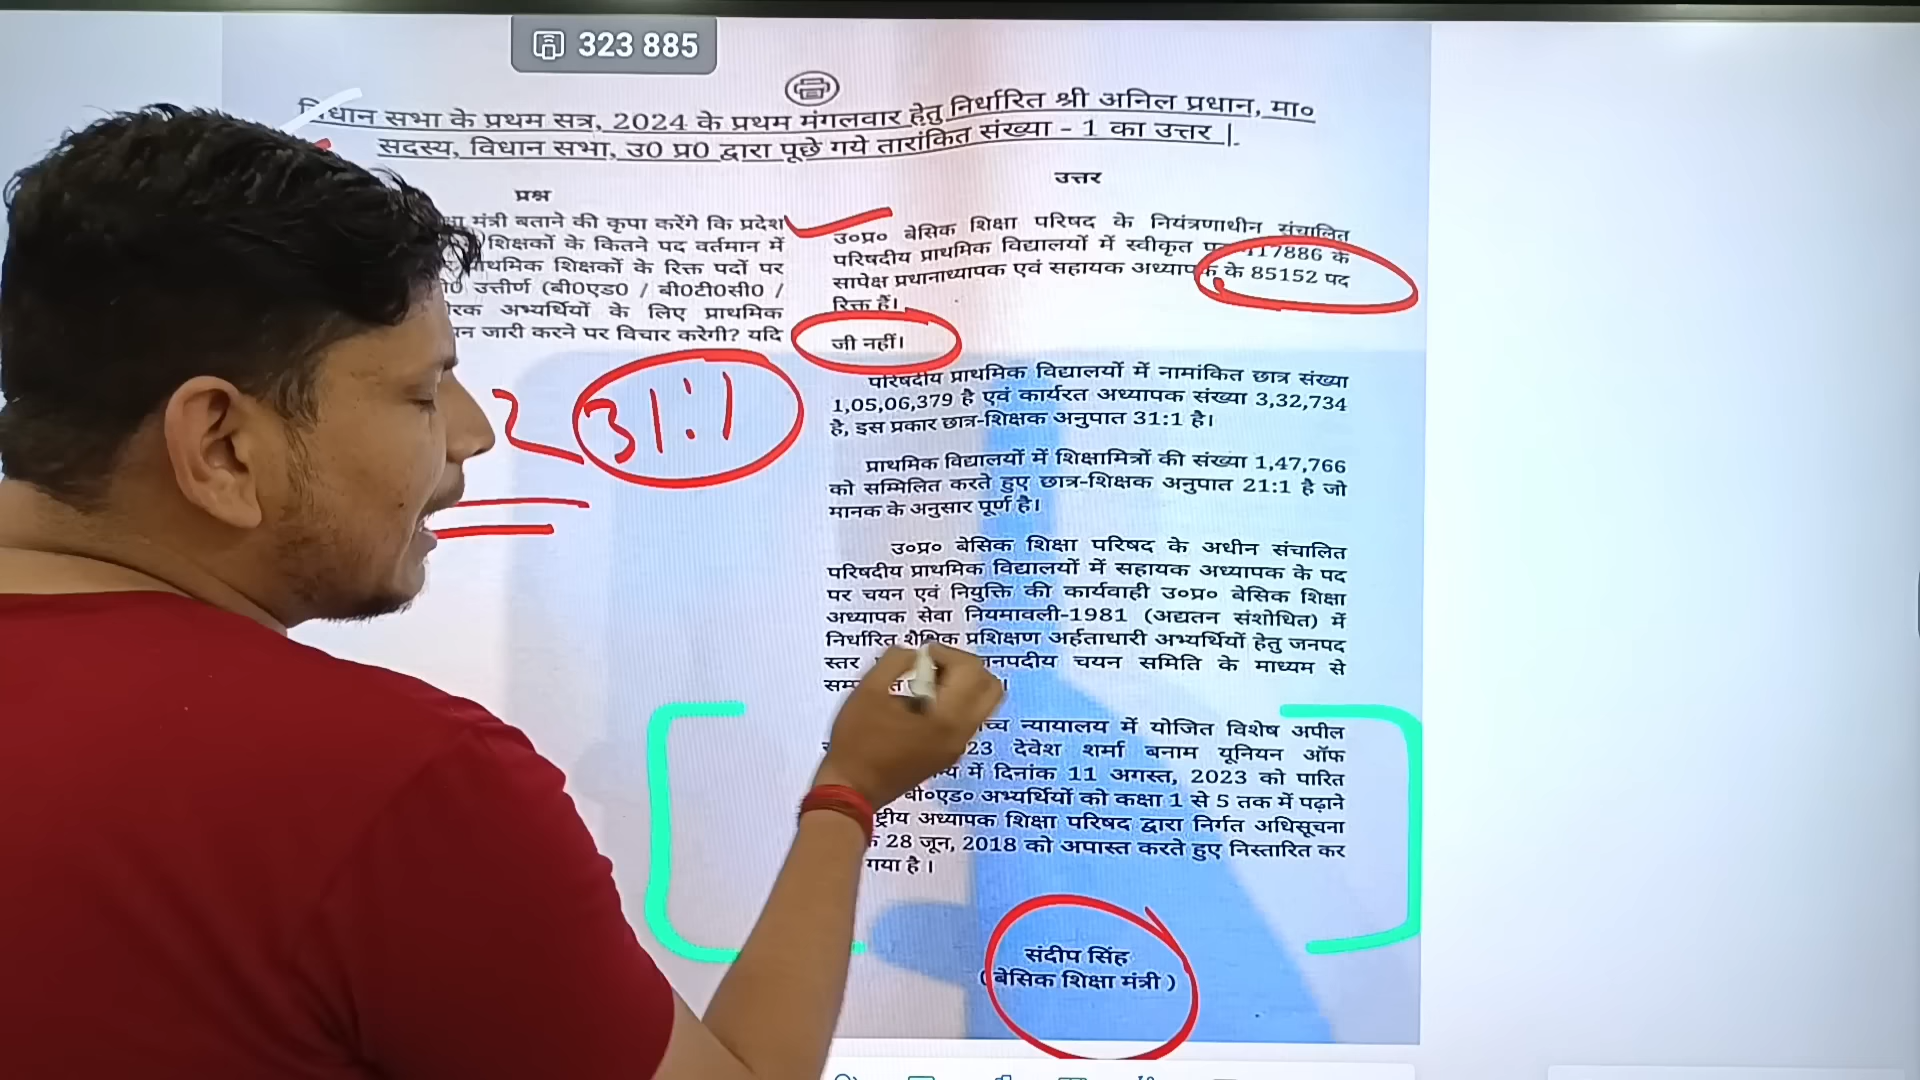 323 885
विधान सभा के प्रथम सत्र, 2024 के प्रथम मंगलवार हेतु निर्धारित श्री अनिल प्रधान, मा०
सदस्य, विधान सभा, उ0 प्र0 द्वारा पूछे गये तारांकित संख्या - 1 का उत्तर |.
प्रश्न
मंत्री बताने की कृपा करेंगे कि प्रदेश
शिक्षकों के कितने पद वर्तमान में
शिक्षकों के रिक्त पदों पर
उत्तीर्ण (बी0एड0 / बी0टी0सी0 /
अभ्यर्थियों के लिए प्राथमिक
जारी करने पर विचार करेगी? यदि
2 31:1
उत्तर
उ०प्र० बेसिक शिक्षा परिषद के नियंत्रणाधीन संचालित
परिषदीय प्राथमिक विद्यालयों में स्वीकृत 17886 के
सापेक्ष प्रधानाध्यापक एवं सहायक अध्यापक के 85152 पद
रिक्त हैं।
जी नहीं।
परिषदीय प्राथमिक विद्यालयों में नामांकित छात्र संख्या
1,05,06,379 है एवं कार्यरत अध्यापक संख्या 3,32,734
है, इस प्रकार छात्र-शिक्षक अनुपात 31:1 है।
प्राथमिक विद्यालयों में शिक्षामित्रों की संख्या 1,47,766
को सम्मिलित करते हुए छात्र-शिक्षक अनुपात 21:1 है जो
मानक के अनुसार पूर्ण है।
उ०प्र० बेसिक शिक्षा परिषद के अधीन संचालित
परिषदीय प्राथमिक विद्यालयों में सहायक अध्यापक के पद
पर चयन एवं नियुक्ति की कार्यवाही उ०प्र० बेसिक शिक्षा
अध्यापक सेवा नियमावली-1981 (अद्यतन संशोधित) में
निर्धारित शैक्षिक प्रशिक्षण अर्हताधारी अभ्यर्थियों हेतु जनपद
स्तर जनपदीय चयन समिति के माध्यम से
न्यायालय में योजित विशेष अपील
23 देवेश शर्मा बनाम यूनियन ऑफ
में दिनांक 11 अगस्त, 2023 को पारित
बी०एड० अभ्यर्थियों को कक्षा 1 से 5 तक में पढ़ाने
अध्यापक शिक्षा परिषद द्वारा निर्गत अधिसूचना
28 जून, 2018 को अपास्त करते हुए निस्तारित कर
गया है ।
संदीप सिंह
(बेसिक शिक्षा मंत्री )